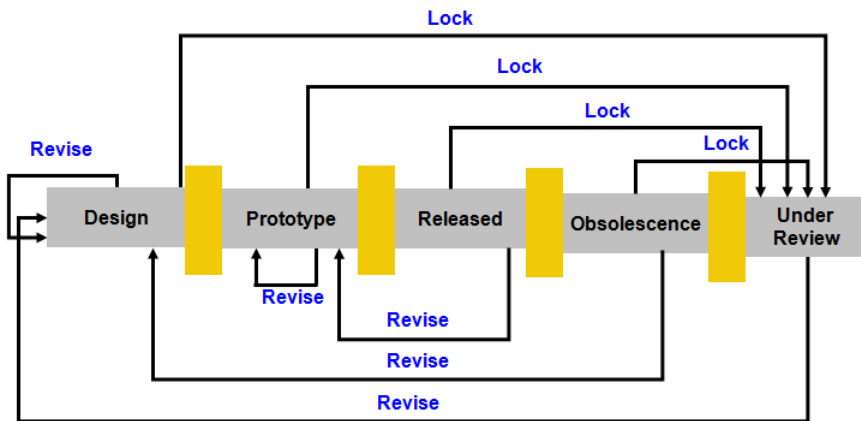 Lock
Lock
Lock
Lock
Revise
Design
Prototype
Released
Obsolescence
Under
Review
Revise
Revise
Revise
Revise